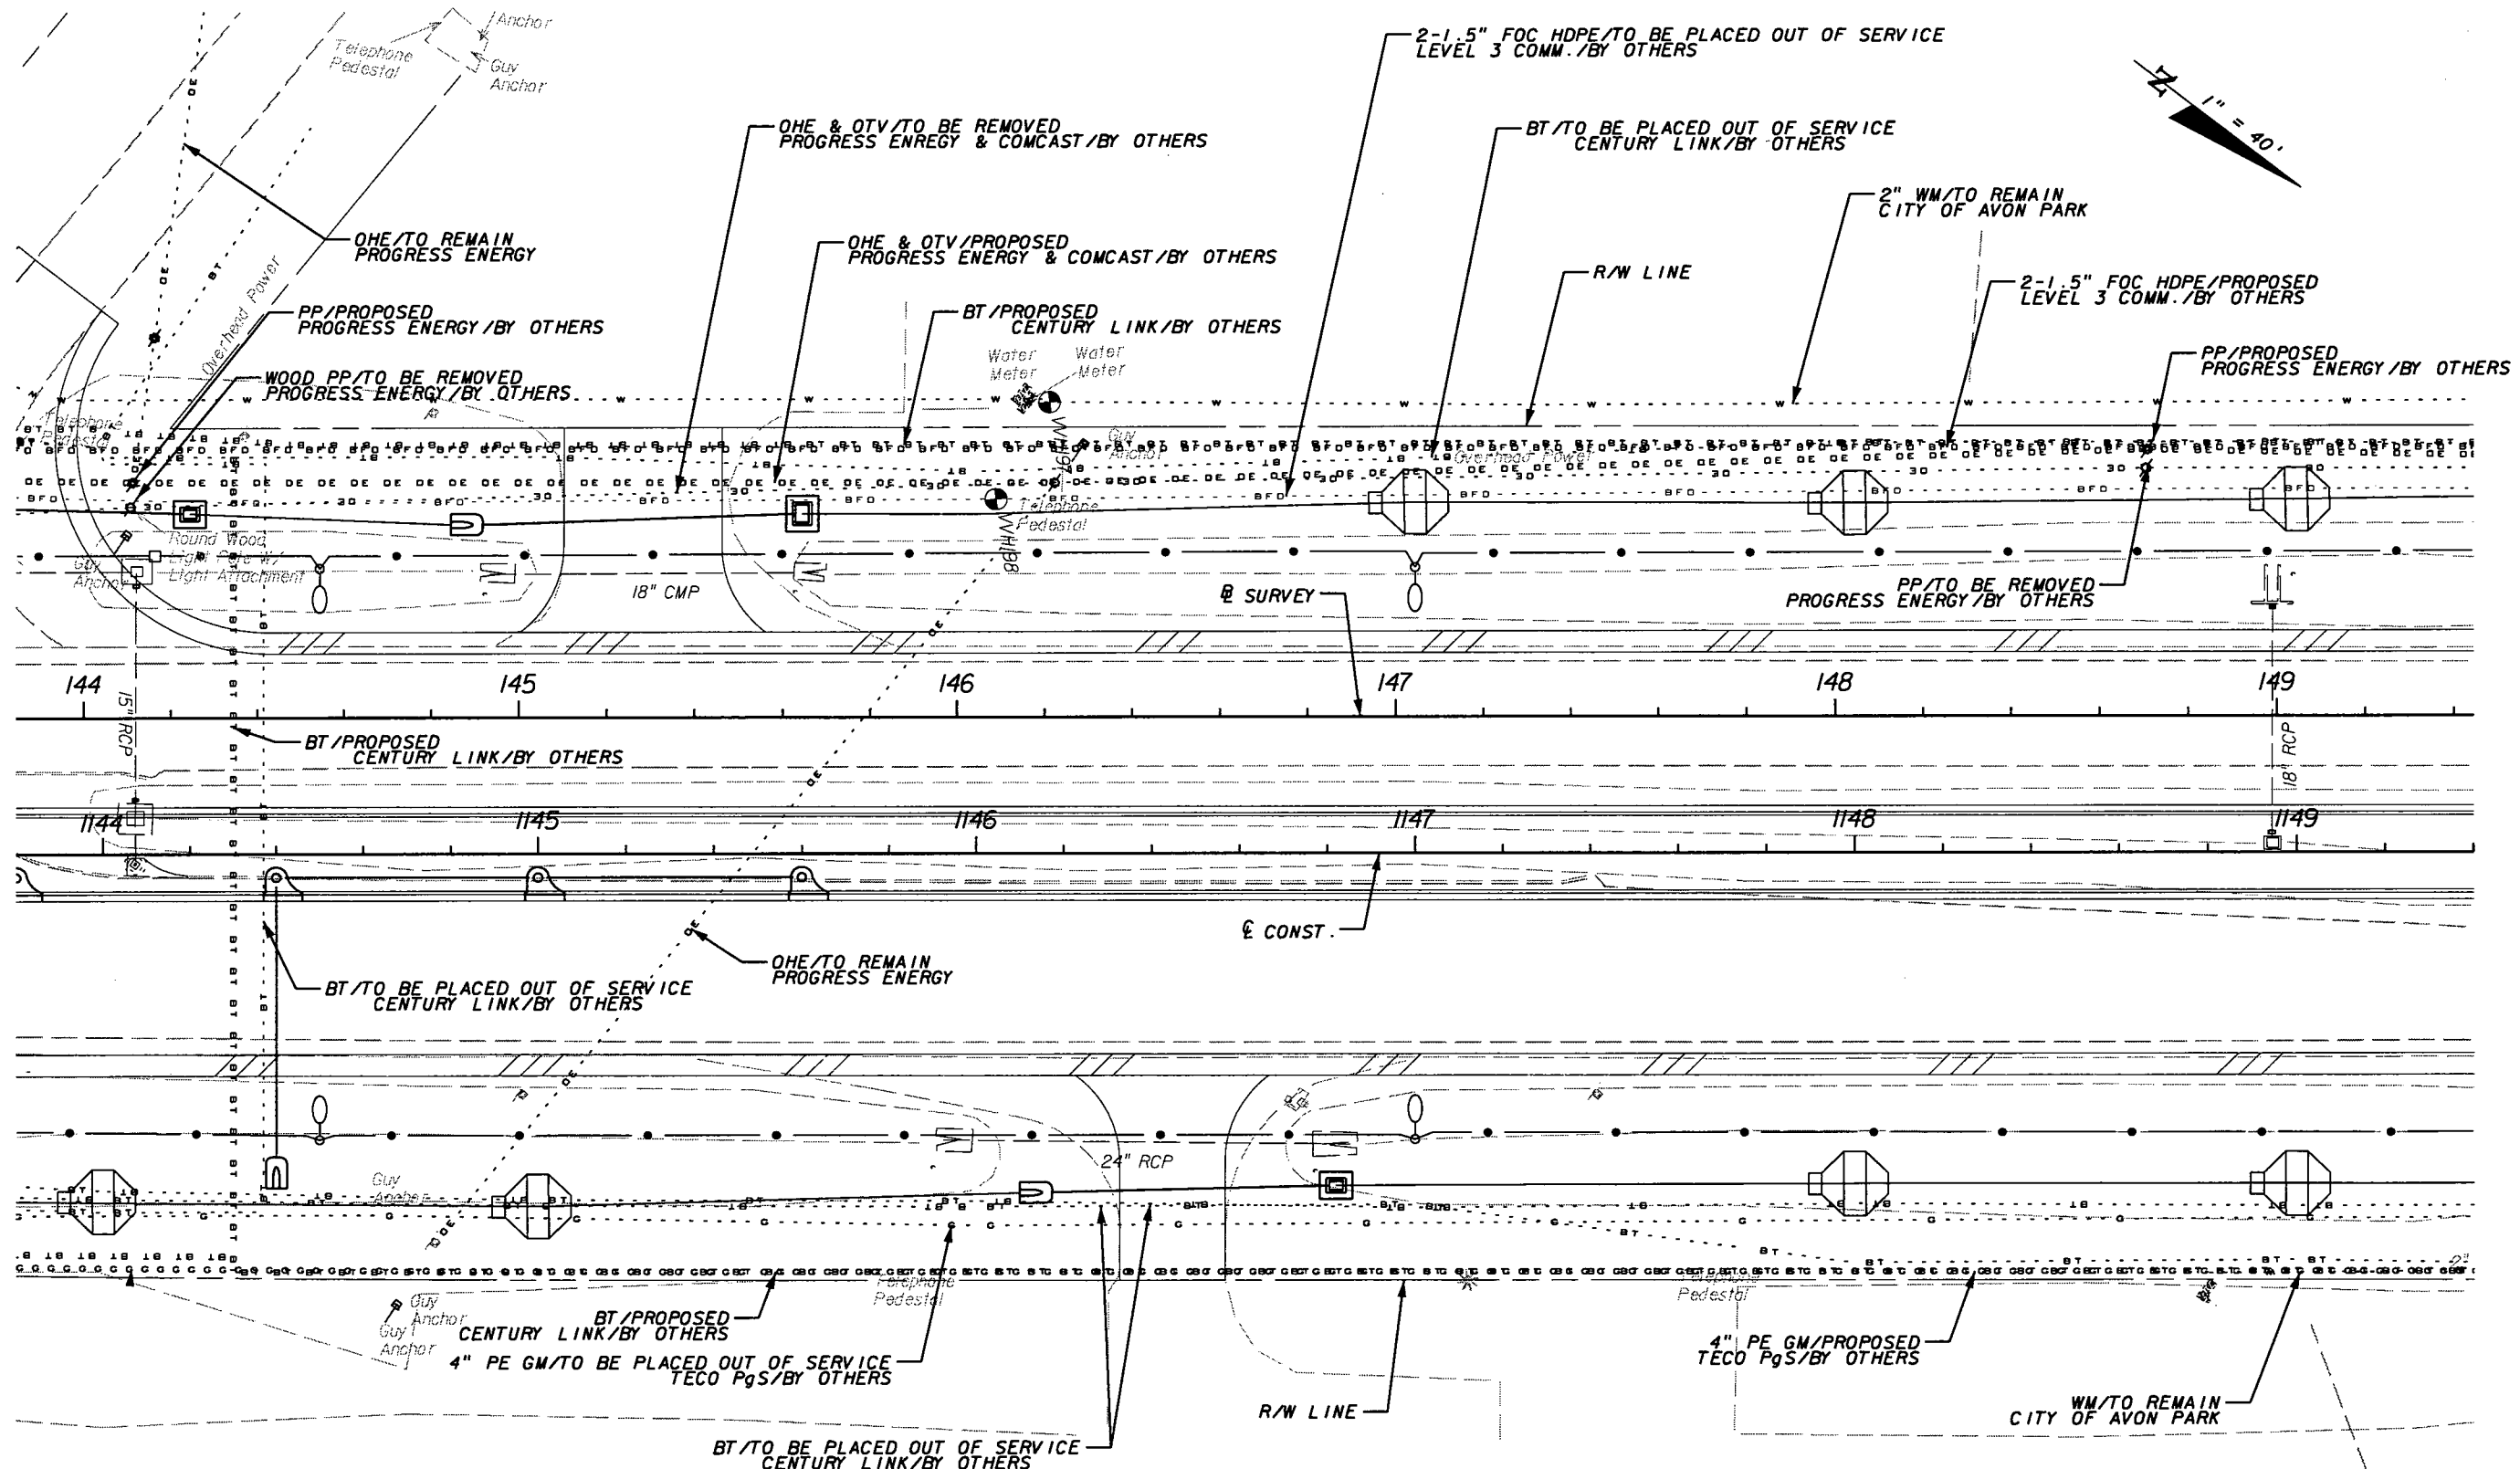 Anchor
Telephone
Pedestal
Guy
Anchor
2-1.5" FOC HDPE/TO BE PLACED OUT OF SERVICE
LEVEL 3 COMM./BY OTHERS
N
1" = 40'
OHE & OTV/TO BE REMOVED
PROGRESS ENREGY & COMCAST/BY OTHERS
BT/TO BE PLACED OUT OF SERVICE
CENTURY LINK/BY OTHERS
2" WM/TO REMAIN
CITY OF AVON PARK
OHE/TO REMAIN
PROGRESS ENERGY
OHE & OTV/PROPOSED
PROGRESS ENERGY & COMCAST/BY OTHERS
R/W LINE
2-1.5" FOC HDPE/PROPOSED
LEVEL 3 COMM./BY OTHERS
Overhead Power
PP/PROPOSED
PROGRESS ENERGY/BY OTHERS
BT/PROPOSED
CENTURY LINK/BY OTHERS
PP/PROPOSED
PROGRESS ENERGY/BY OTHERS
Water
Meter
Water
Meter
WOOD PP/TO BE REMOVED
PROGRESS ENERGY/BY OTHERS
Telephone
Pedestal
VVH197
Guy
Anchor
Overhead Power
Telephone
Pedestal
VVH198
Round Wood
Light Pole W/
Light Attachment
Guy
Anchor
18" CMP
B SURVEY
PP/TO BE REMOVED
PROGRESS ENERGY/BY OTHERS
144
145
146
147
148
149
15" RCP
18" RCP
BT/PROPOSED
CENTURY LINK/BY OTHERS
1144
1145
1146
1147
1148
1149
℄ CONST.
OHE/TO REMAIN
PROGRESS ENERGY
BT/TO BE PLACED OUT OF SERVICE
CENTURY LINK/BY OTHERS
24" RCP
Guy
Anchor
2"
Telephone
Pedestal
Telephone
Pedestal
Guy
Anchor
Guy
Anchor
BT/PROPOSED
CENTURY LINK/BY OTHERS
4" PE GM/TO BE PLACED OUT OF SERVICE
TECO PgS/BY OTHERS
4" PE GM/PROPOSED
TECO PgS/BY OTHERS
R/W LINE
WM/TO REMAIN
CITY OF AVON PARK
BT/TO BE PLACED OUT OF SERVICE
CENTURY LINK/BY OTHERS